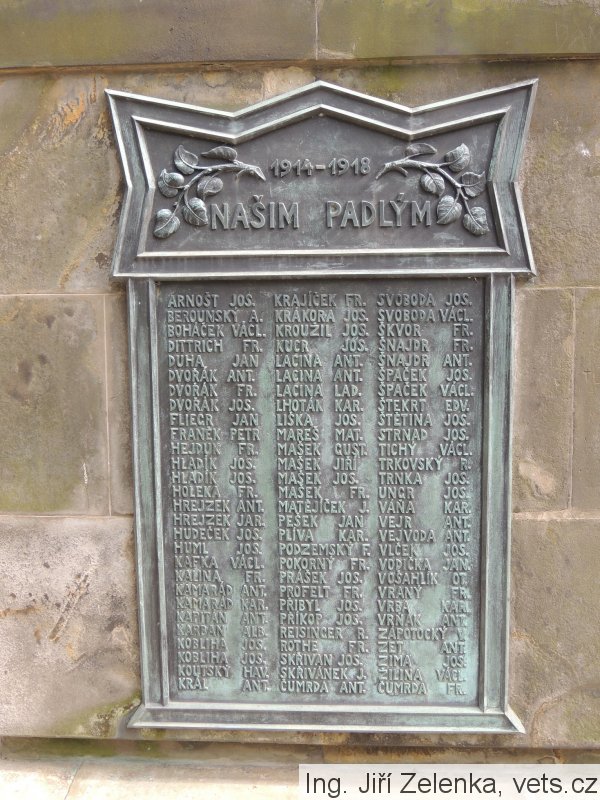 1914-1918
NAŠIM PADLÝM
ARNOŠT JOS.
BEROUNSKÝ A.
BOHÁČEK VÁCL.
DITTRICH FR.
DUHA JAN
DVOŘÁK ANT.
DVOŘÁK FR.
DVOŘÁK JOS.
FLIEGR JAN
FRANĚK PETR
HEJDUK FR.
HLADÍK JOS.
HLADÍK JOS.
HOLEKA FR.
HREJZEK ANT.
HREJZEK JAR.
HUDEČEK JOS.
HUML JOS.
KAFKA VÁCL.
KALINA FR.
KAMARÁD ANT.
KAMARÁD KAR.
KAPITÁN ANT.
KARBAN ALB.
KOBLIHA JOS.
KOBLIHA JOS.
KOUTSKÝ HAV.
KRÁL ANT.
KRAJÍČEK FR.
KRÁKORA JOS.
KROUŽIL JOS.
KUČR JOS.
LACINA ANT.
LACINA ANT.
LACINA LAD.
LHOTÁK KAR.
LIŠKA JOS.
MAREŠ MAT.
MAŠEK GUST.
MAŠEK JIŘÍ
MAŠEK JOS.
MAŠEK FR.
MATĚJÍČEK J.
PEŠEK JAN
PLÍVA KAR.
PODZEMSKÝ F.
POKORNÝ FR.
PRÁŠEK JOS.
PROFELT FR.
PŘIBYL JOS.
PŘÍKOP JOS.
REISINGER R.
ROTHE FR.
SKŘIVAN JOS.
SKŘIVÁNEK J.
ČUMRDA ANT.
SVOBODA JOS.
SVOBODA VÁCL.
ŠKVOR FR.
ŠNAJDR FR.
ŠNAJDR ANT.
ŠPAČEK JOS.
ŠPAČEK VÁCL.
ŠTEKRT EDV.
ŠTĚTINA JOS.
STRNAD JOS.
TICHÝ VÁCL.
TRKOVSKÝ R.
TRNKA JOS.
UNGR JOS.
VÁŇA KAR.
VEJR ANT.
VEJVODA ANT.
VLČEK JOS.
VODIČKA JAN.
VOSAHLÍK OT.
VRANÝ FR.
VRBA KAR.
VRŇÁK ANT.
ZÁPOTOCKÝ V.
ZET ANT.
ZÍMA JOS.
ŽILINA VÁCL.
ČUMRDA FR.
Ing. Jiří Zelenka, vets.cz